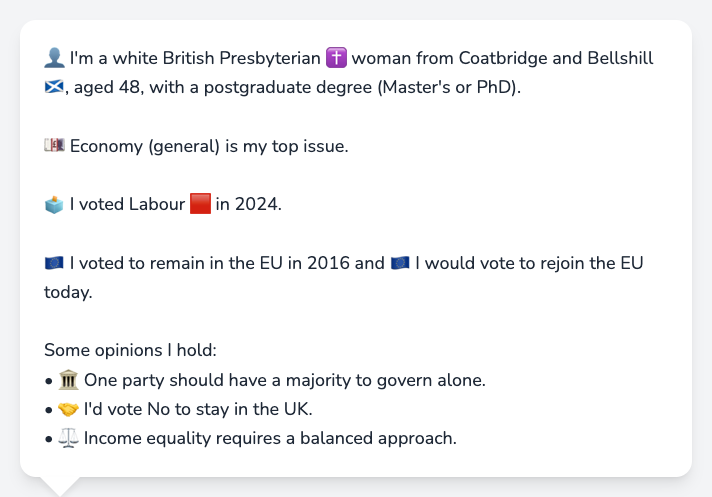 👤 I'm a white British Presbyterian ✝️ woman from Coatbridge and Bellshill
🏴󠁧󠁢󠁳󠁣󠁴󠁿, aged 48, with a postgraduate degree (Master's or PhD).
💷 Economy (general) is my top issue.
🗳️ I voted Labour 🟥 in 2024.
🇪🇺 I voted to remain in the EU in 2016 and 🇪🇺 I would vote to rejoin the EU
today.
Some opinions I hold:
• 🏛️ One party should have a majority to govern alone.
• 🤝 I'd vote No to stay in the UK.
• ⚖️ Income equality requires a balanced approach.